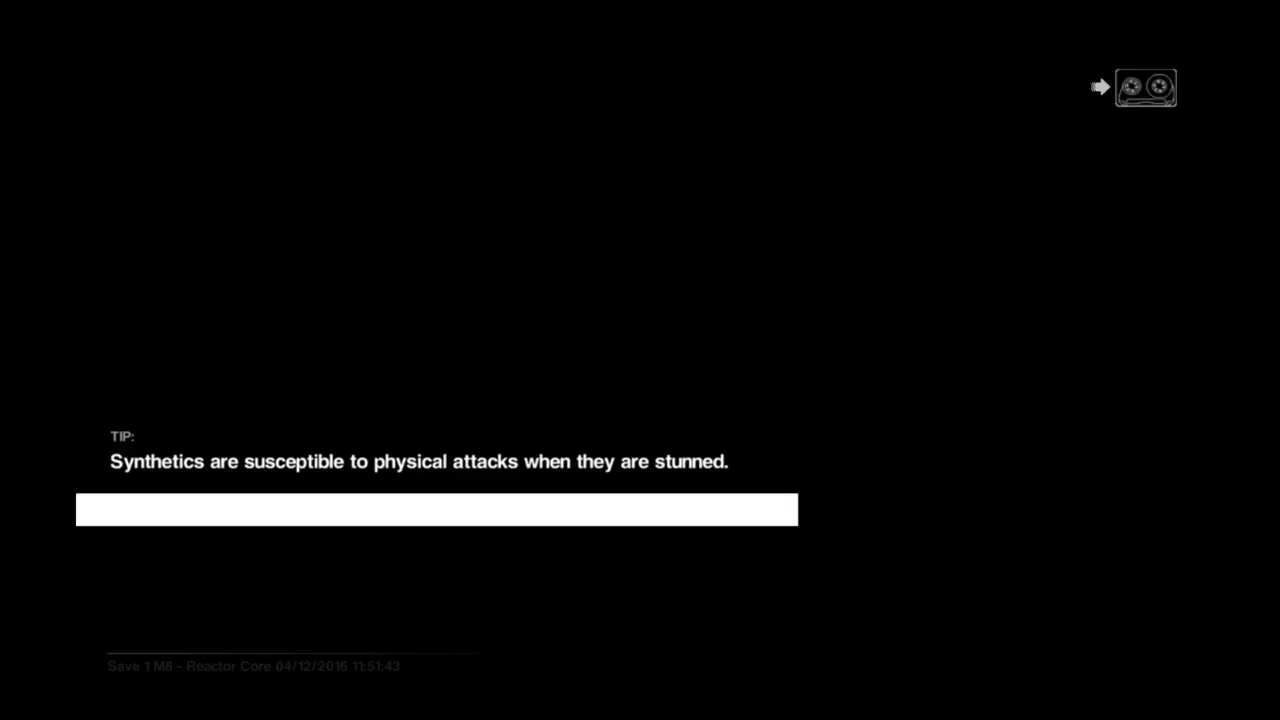 TIP:
Synthetics are susceptible to physical attacks when they are stunned.
Save 1 M8 - Reactor Core 04/12/2016 11:51:43